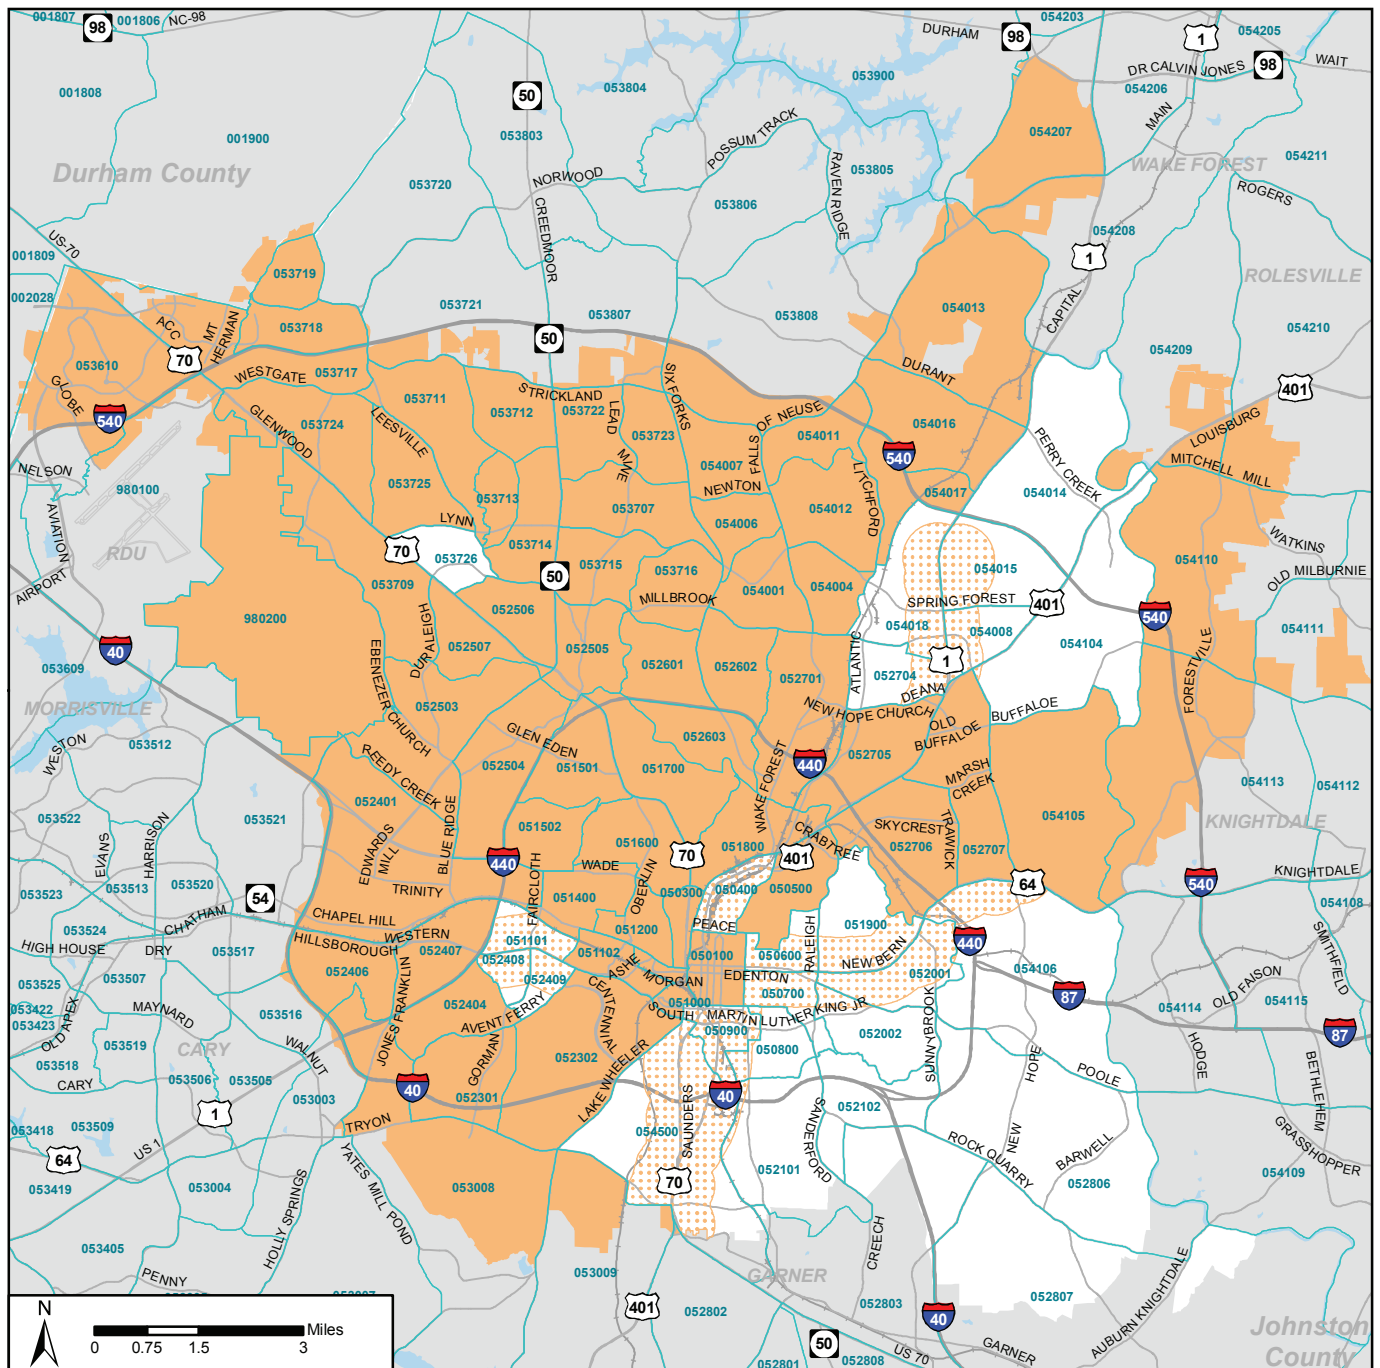 001807
001806
NC-98
98
DURHAM
98
054203
1
054205
WAIT
98
DR CALVIN JONES
054206
001808
50
053804
053900
001900
053803
POSSUM TRACK
MAIN
054207
WAKE FOREST
054211
Durham County
053720
NORWOOD
053806
RAVEN RIDGE
053805
ROGERS
US-70
CREEDMOOR
054208
1
001809
053719
ROLESVILLE
002028
053721
053807
053808
054013
CAPITAL
ACC
MT HERMAN
053718
50
054210
70
053610
WESTGATE
053717
054209
GLOBE
STRICKLAND
SIX FORKS
DURANT
401
540
053711
053712
053722
LEAD MINE
053723
OF NEUSE
FALLS
054011
054016
LOUISBURG
GLENWOOD
053724
LEESVILLE
PERRY CREEK
540
MITCHELL MILL
NELSON
980100
053725
053713
054007
NEWTON
LITCHFORD
054017
054014
AVIATION
LYNN
053707
054006
054012
RDU
70
053726
053714
WATKINS
AIRPORT
50
053715
053716
054001
054004
054015
054110
OLD MILBURNIE
053709
MILLBROOK
SPRING FOREST
401
540
980200
052506
DURALEIGH
054018
054008
054104
054111
40
053609
EBENEZER CHURCH
052507
052505
052601
052602
052701
ATLANTIC
1
052704
FORESTVILLE
MORRISVILLE
052503
DEANA
NEW HOPE CHURCH
BUFFALOE
WESTON
053512
GLEN EDEN
052603
OLD BUFFALOE
REEDY CREEK
052504
051501
051700
WAKE FOREST
440
052705
MARSH CREEK
054113
054112
053522
053521
052401
BLUE RIDGE
051502
CRABTREE
SKYCREST
TRAWICK
054105
KNIGHTDALE
EVANS
HARRISON
EDWARDS MILL
051600
051800
052706
052707
440
FAIRCLOTH
WADE
70
401
64
540
KNIGHTDALE
053523
053513
053520
54
TRINITY
051400
OBERLIN
050300
050400
050500
054108
CHATHAM
CHAPEL HILL
053524
HIGH HOUSE
DRY
053517
HILLSBOROUGH
WESTERN
051101
051200
PEACE
RALEIGH
051900
440
SMITHFIELD
052407
052408
051102
050100
050600
NEW BERN
053525
053507
052406
052409
ASHE
MORGAN
EDENTON
052001
054106
OLD FAISON
053422
053423
OLD APEX
MAYNARD
053516
JONES FRANKLIN
052404
AVENT FERRY
CENTENNIAL
051000
050700
87
054114
054115
SOUTH
MARTIN LUTHER KING JR
050900
87
053519
CARY
WALNUT
052302
050800
052002
SUNNYBROOK
HODGE
053518
CARY
053506
053505
GORMAN
LAKE WHEELER
HOPE
POOLE
BETHLEHEM
1
053003
40
052301
40
052102
NEW
053418
053509
US 1
TRYON
054500
SAUNDERS
SANDERFORD
ROCK QUARRY
BARWELL
GRASSHOPPER
64
YATES MILL POND
052101
054109
053419
053004
HOLLY SPRINGS
053008
70
052806
CREECH
053405
PENNY
053009
GARNER
052807
AUBURN KNIGHTDALE
401
052802
052803
40
GARNER
50
US 70
052801
052808
Johnston County
N
Miles
0 0.75 1.5 3